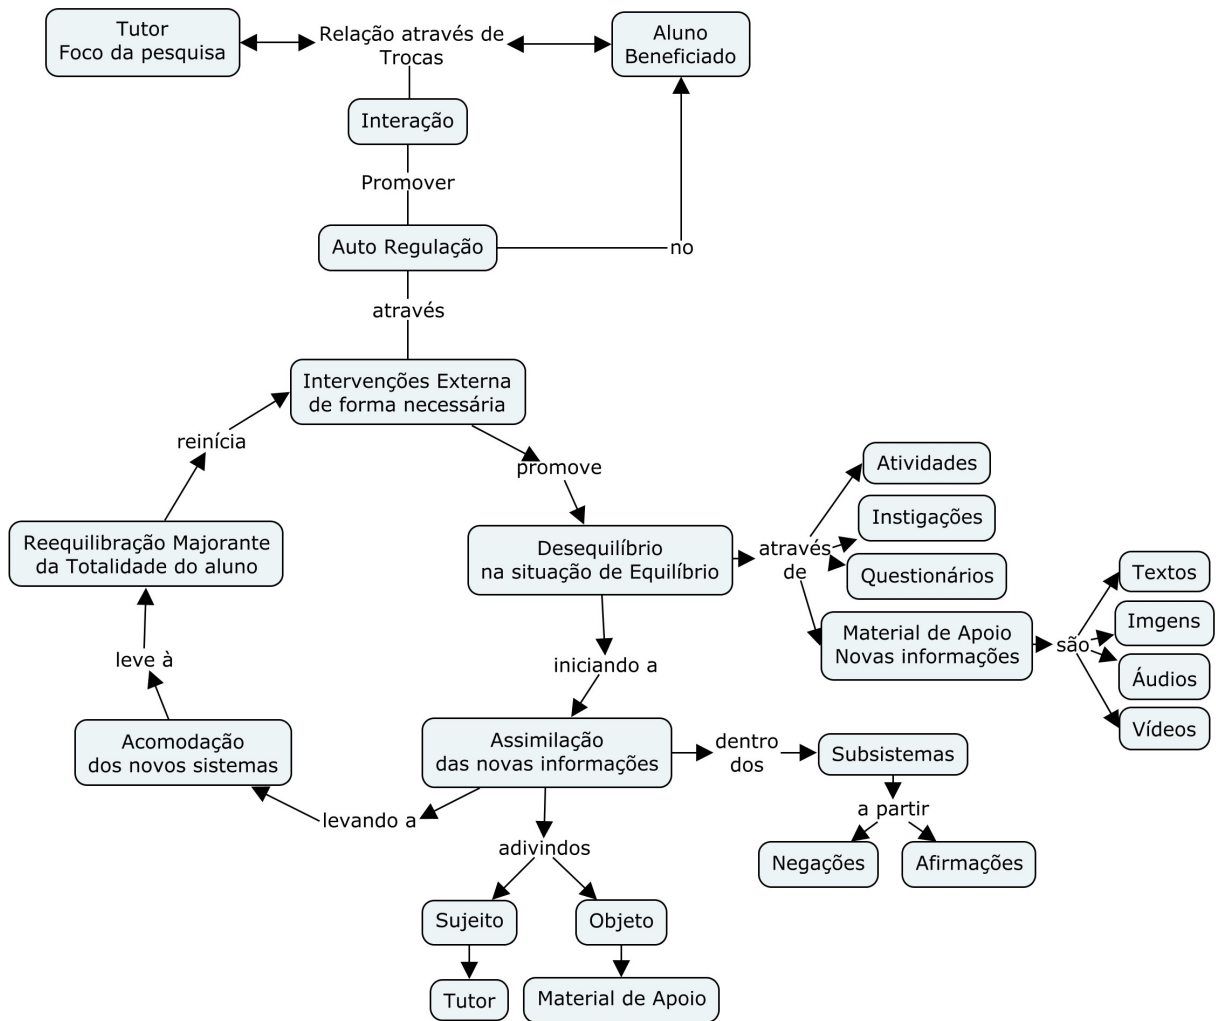 Tutor
Foco da pesquisa
Relação através de
Trocas
Aluno
Beneficiado
Interação
Promover
Auto Regulação
no
através
Intervenções Externa
de forma necessária
reinícia
promove
Atividades
Instigações
Reequilibração Majorante
da Totalidade do aluno
Desequilíbrio
na situação de Equilíbrio
através
de
Questionários
Textos
Imgens
Material de Apoio
Novas informações
são
Áudios
Vídeos
leve à
iniciando a
Acomodação
dos novos sistemas
Assimilação
das novas informações
dentro
dos
Subsistemas
a partir
levando a
adivindos
Negações
Afirmações
Sujeito
Objeto
Tutor
Material de Apoio